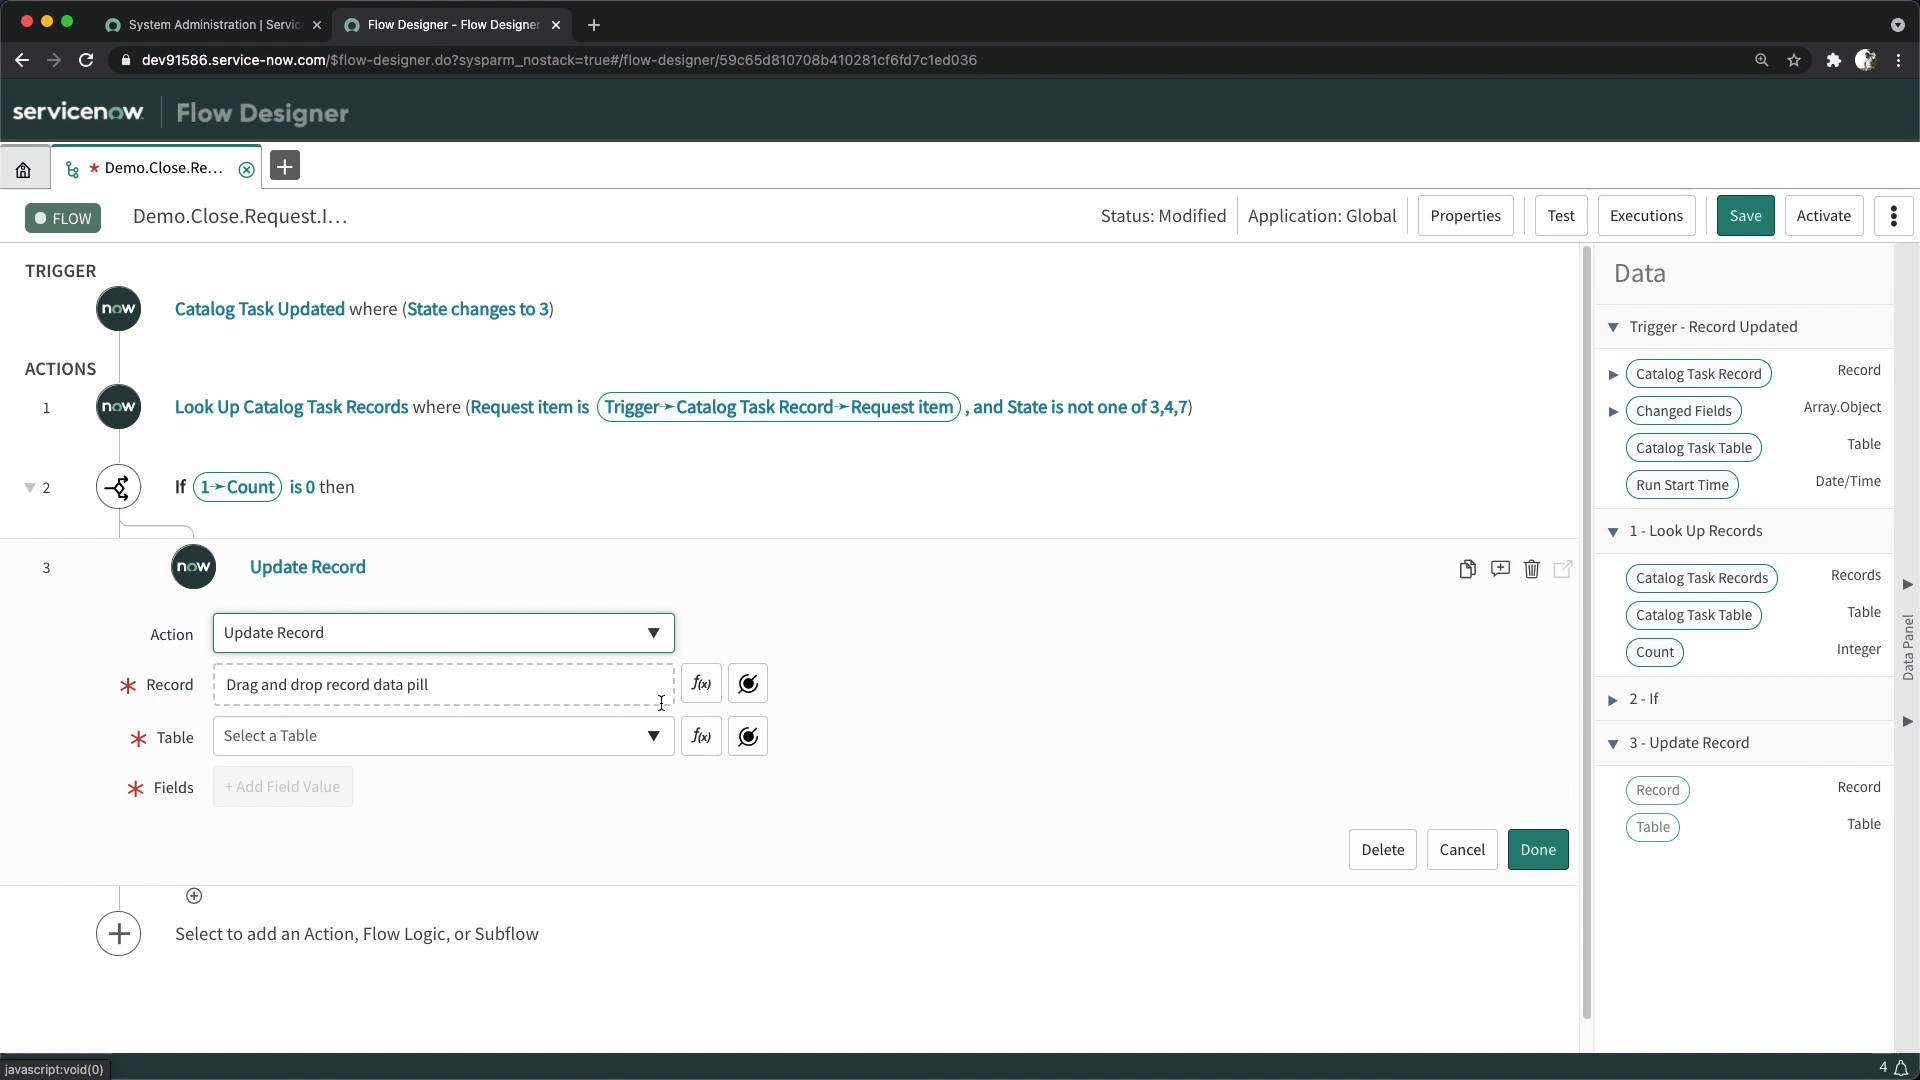 System Administration | Servic
Flow Designer - Flow Designer
dev91586.service-now.com/$flow-designer.do?sysparm_nostack=true#/flow-designer/59c65d810708b410281cf6fd7c1ed036
servicenow Flow Designer
* Demo.Close.Re...
FLOW Demo.Close.Request.I... Status: Modified Application: Global Properties Test Executions Save Activate
TRIGGER
now Catalog Task Updated where (State changes to 3)
ACTIONS
1 now Look Up Catalog Task Records where (Request item is Trigger➛Catalog Task Record➛Request item , and State is not one of 3,4,7)
2 If 1➛Count is 0 then
3 now Update Record
Action Update Record
* Record Drag and drop record data pill f(x)
* Table Select a Table f(x)
* Fields + Add Field Value
Delete Cancel Done
Select to add an Action, Flow Logic, or Subflow
Data
Trigger - Record Updated
Catalog Task Record Record
Changed Fields Array.Object
Catalog Task Table Table
Run Start Time Date/Time
1 - Look Up Records
Catalog Task Records Records
Catalog Task Table Table
Count Integer
2 - If
3 - Update Record
Record Record
Table Table
Data Panel
javascript:void(0)
4